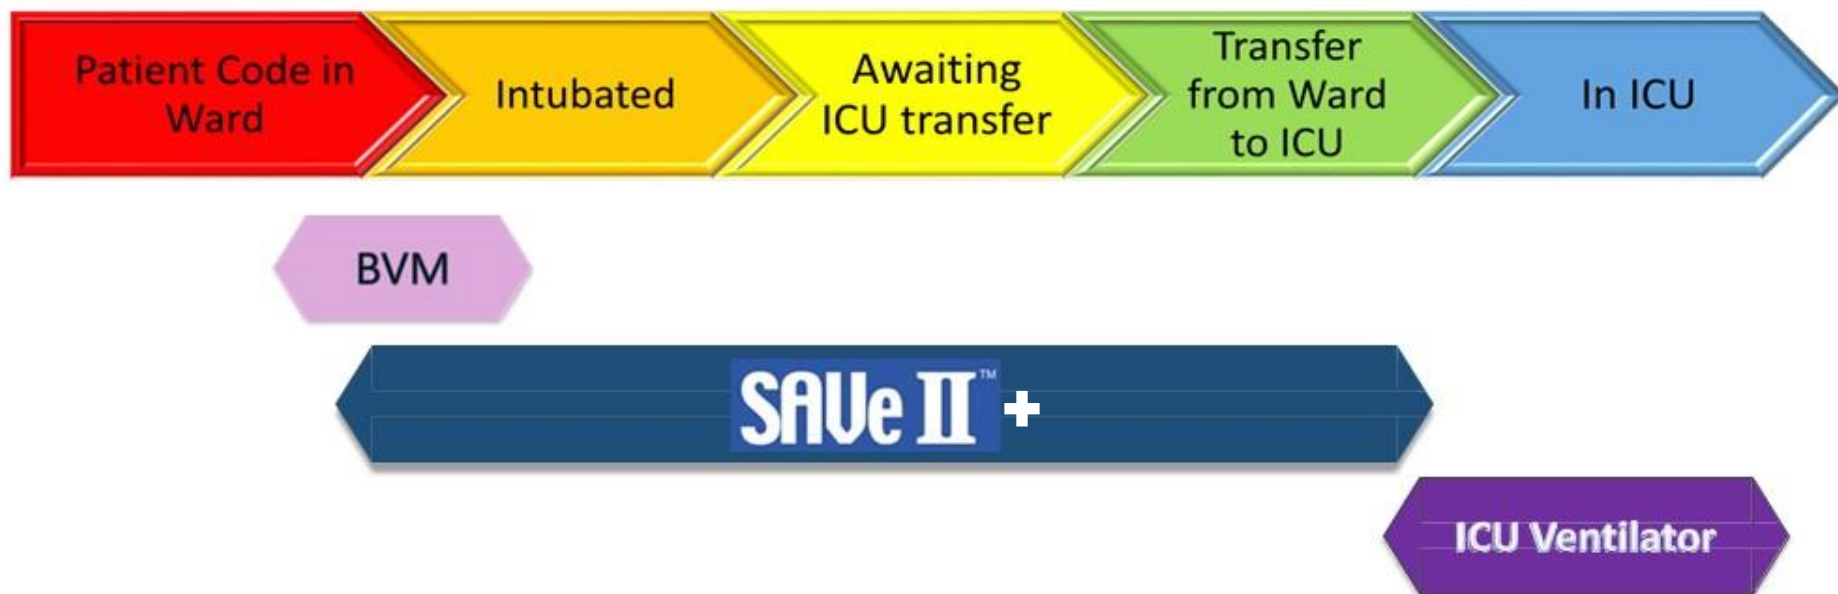 Patient Code in
Ward
Intubated
Awaiting
ICU transfer
Transfer
from Ward
to ICU
In ICU
BVM
SAVe II™ +
ICU Ventilator